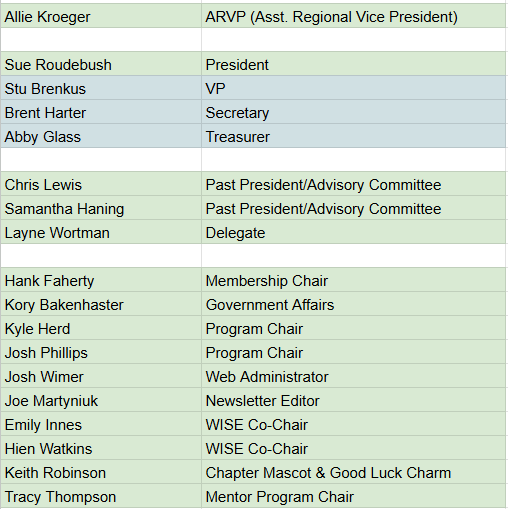 Allie Kroeger ARVP (Asst. Regional Vice President)
Sue Roudebush President
Stu Brenkus VP
Brent Harter Secretary
Abby Glass Treasurer
Chris Lewis Past President/Advisory Committee
Samantha Haning Past President/Advisory Committee
Layne Wortman Delegate
Hank Faherty Membership Chair
Kory Bakenhaster Government Affairs
Kyle Herd Program Chair
Josh Phillips Program Chair
Josh Wimer Web Administrator
Joe Martyniuk Newsletter Editor
Emily Innes WISE Co-Chair
Hien Watkins WISE Co-Chair
Keith Robinson Chapter Mascot & Good Luck Charm
Tracy Thompson Mentor Program Chair